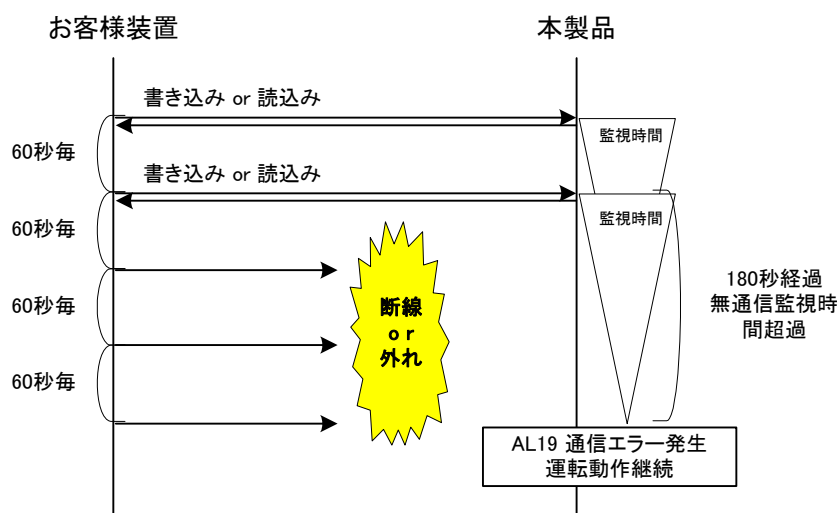 お客様装置
本製品
書き込み or 読込み
監視時間
60秒毎
書き込み or 読込み
監視時間
60秒毎
断線
or
外れ
180秒経過
無通信監視時
間超過
60秒毎
60秒毎
AL19 通信エラー発生
運転動作継続